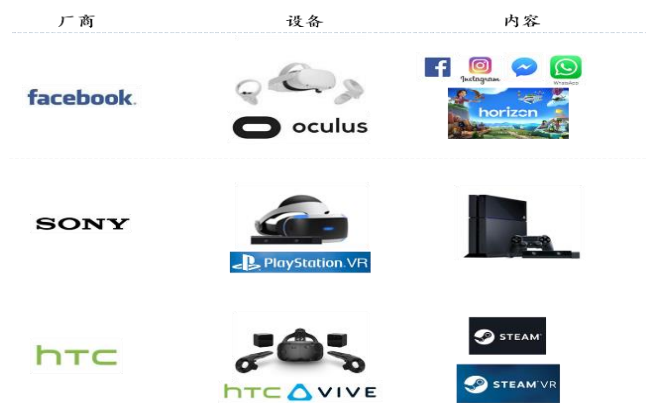 厂商 设备 内容
facebook.
oculus
Instagram
WhatsApp
horizon
SONY
PlayStation.VR
htc
htc VIVE
STEAM
STEAM VR